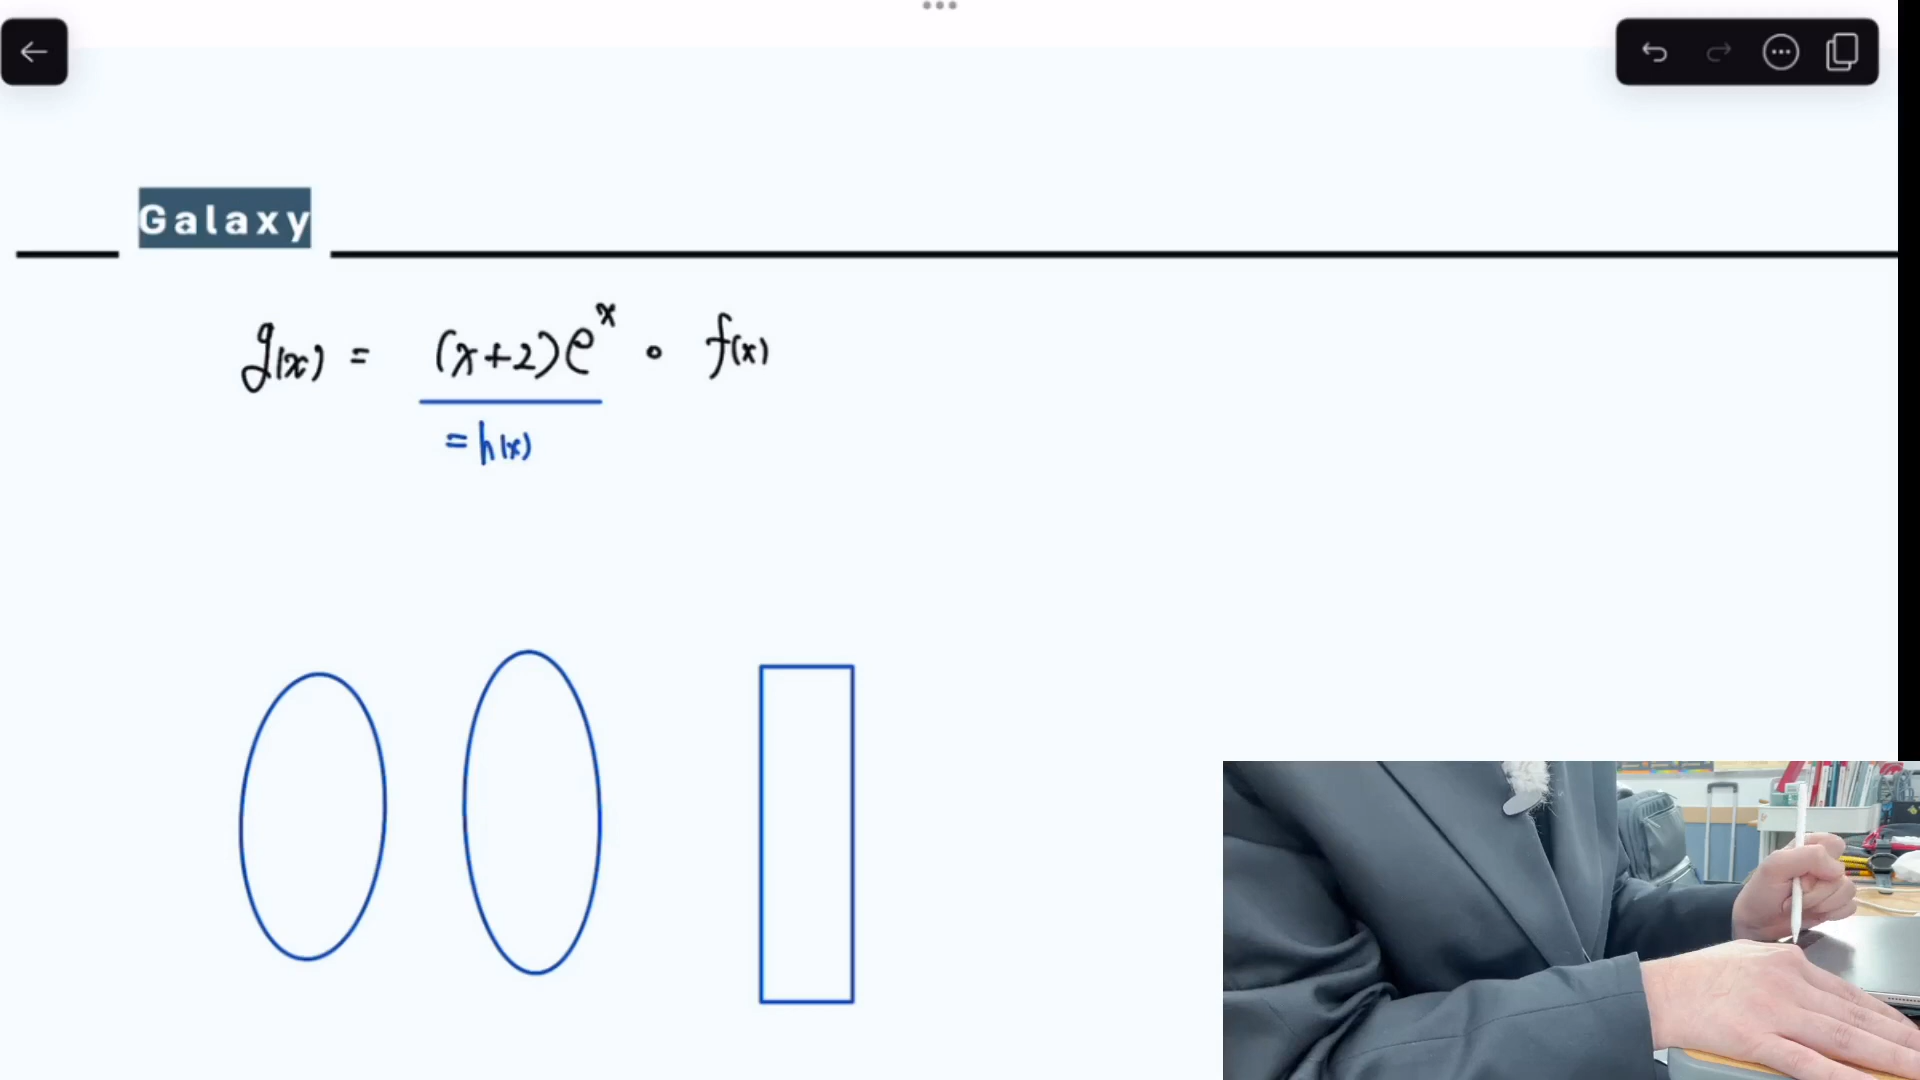 Galaxy
g(x) = (x+2)e^x ∘ f(x)
= h(x)